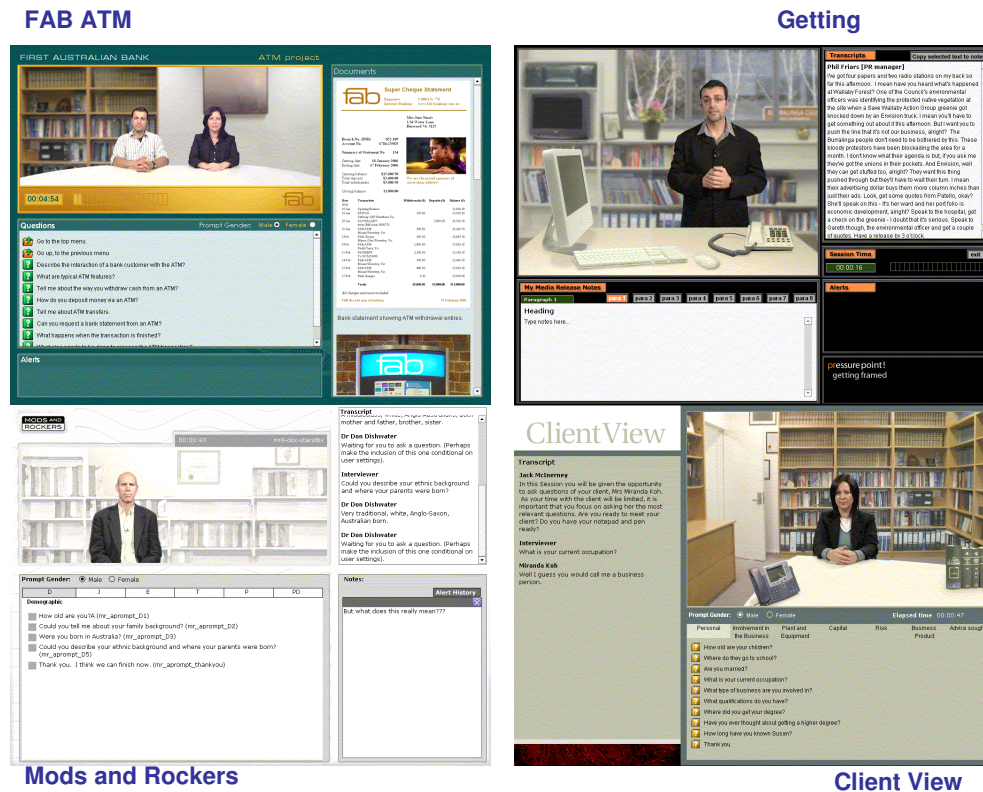 FAB ATM
Getting
FIRST AUSTRALIAN BANK
ATM project
00:04:54
fab
Documents
fab
Super Cheque Statement
Bank statement showing ATM withdrawal entries.
fab
Questions
Prompt Gender: Male Female
Go to the top menu
Go up, to the previous menu
Describe the interaction of a bank customer with the ATM?
What are typical ATM features?
Tell me about the way you withdraw cash from an ATM?
How do you deposit money via an ATM?
Tell me about ATM transfers.
Can you request a bank statement from an ATM?
What happens when the transaction is finished?
Alerts
Transcripts
Copy selected text to note
Phil Friars [PR manager]
I've got four papers and two radio stations on my back so
far this afternoon. I mean have you heard what's happened
at Wallaby Forest? One of the Council's environmental
officers was identifying the protected native vegetation at
the site when a Save Wallaby Action Group greenie got
knocked down by an Envision truck. I mean you'll have to
get something out about this afternoon. But I want you to
push the line that it's not our business, alright? The
Burralinga people don't need to be bothered by this. These
bloody protestors have been blockading the area for a
month. I don't know what their agenda is but, if you ask me
they've got the unions in their pockets. And Envision, well
they can get stuffed too, alright? They want this thing
pushed through but they'll have to wait their turn. I mean
their advertising dollar buys them more column inches than
just their ads. Look, get some quotes from Patello, okay?
She'll speak on this - it's her ward and her portfolio is
economic development, alright? Speak to the hospital, get
a check on the greenie - I doubt that it's serious. Speak to
Gareth though, the environmental officer and get a couple
of quotes. Have a release by 3 o'clock.
Session Time
exit
00:00:16
My Media Release Notes
Paragraph 1
para 1 para 2 para 3 para 4 para 5 para 6 para 7 para 8
Heading
Type notes here...
Alerts
pressure point!
getting framed
MODS AND
ROCKERS
00:00:43
mrA-doc-standby
Transcript
mother and father, brother, sister.
Dr Don Dishwater
Waiting for you to ask a question. (Perhaps
make the inclusion of this one conditional on
user settings).
Interviewer
Could you describe your ethnic background
and where your parents were born?
Dr Don Dishwater
Very traditional, white, Anglo-Saxon,
Australian born.
Dr Don Dishwater
Waiting for you to ask a question. (Perhaps
make the inclusion of this one conditional on
user settings).
Prompt Gender: Male Female
D J E T P PD
Demographic
How old are you?A (mr_aprompt_D1)
Could you tell me about your family background? (mr_aprompt_D2)
Were you born in Australia? (mr_aprompt_D3)
Could you describe your ethnic background and where your parents were born?
(mr_aprompt_D5)
Thank you. I think we can finish now. (mr_aprompt_thankyou)
Notes:
Alert History
But what does this really mean???
ClientView
Transcript
Jack McInerney
In this Session you will be given the opportunity
to ask questions of your client, Mrs Miranda Koh.
As your time with the client will be limited, it is
important that you focus on asking her the most
relevant questions. Are you ready to meet your
client? Do you have your notepad and pen
ready?
Interviewer
What is your current occupation?
Miranda Koh
Well I guess you would call me a business
person.
Prompt Gender: Male Female
Elapsed time 00:00:47
Personal Involvement in the Business Plant and Equipment Capital Risk Business Product Advice sough
How old are your children?
Where do they go to school?
Are you married?
What is your current occupation?
What type of business are you involved in?
What qualifications do you have?
Where did you get your degree?
Have you ever thought about getting a higher degree?
How long have you known Susan?
Thank you.
Mods and Rockers
Client View